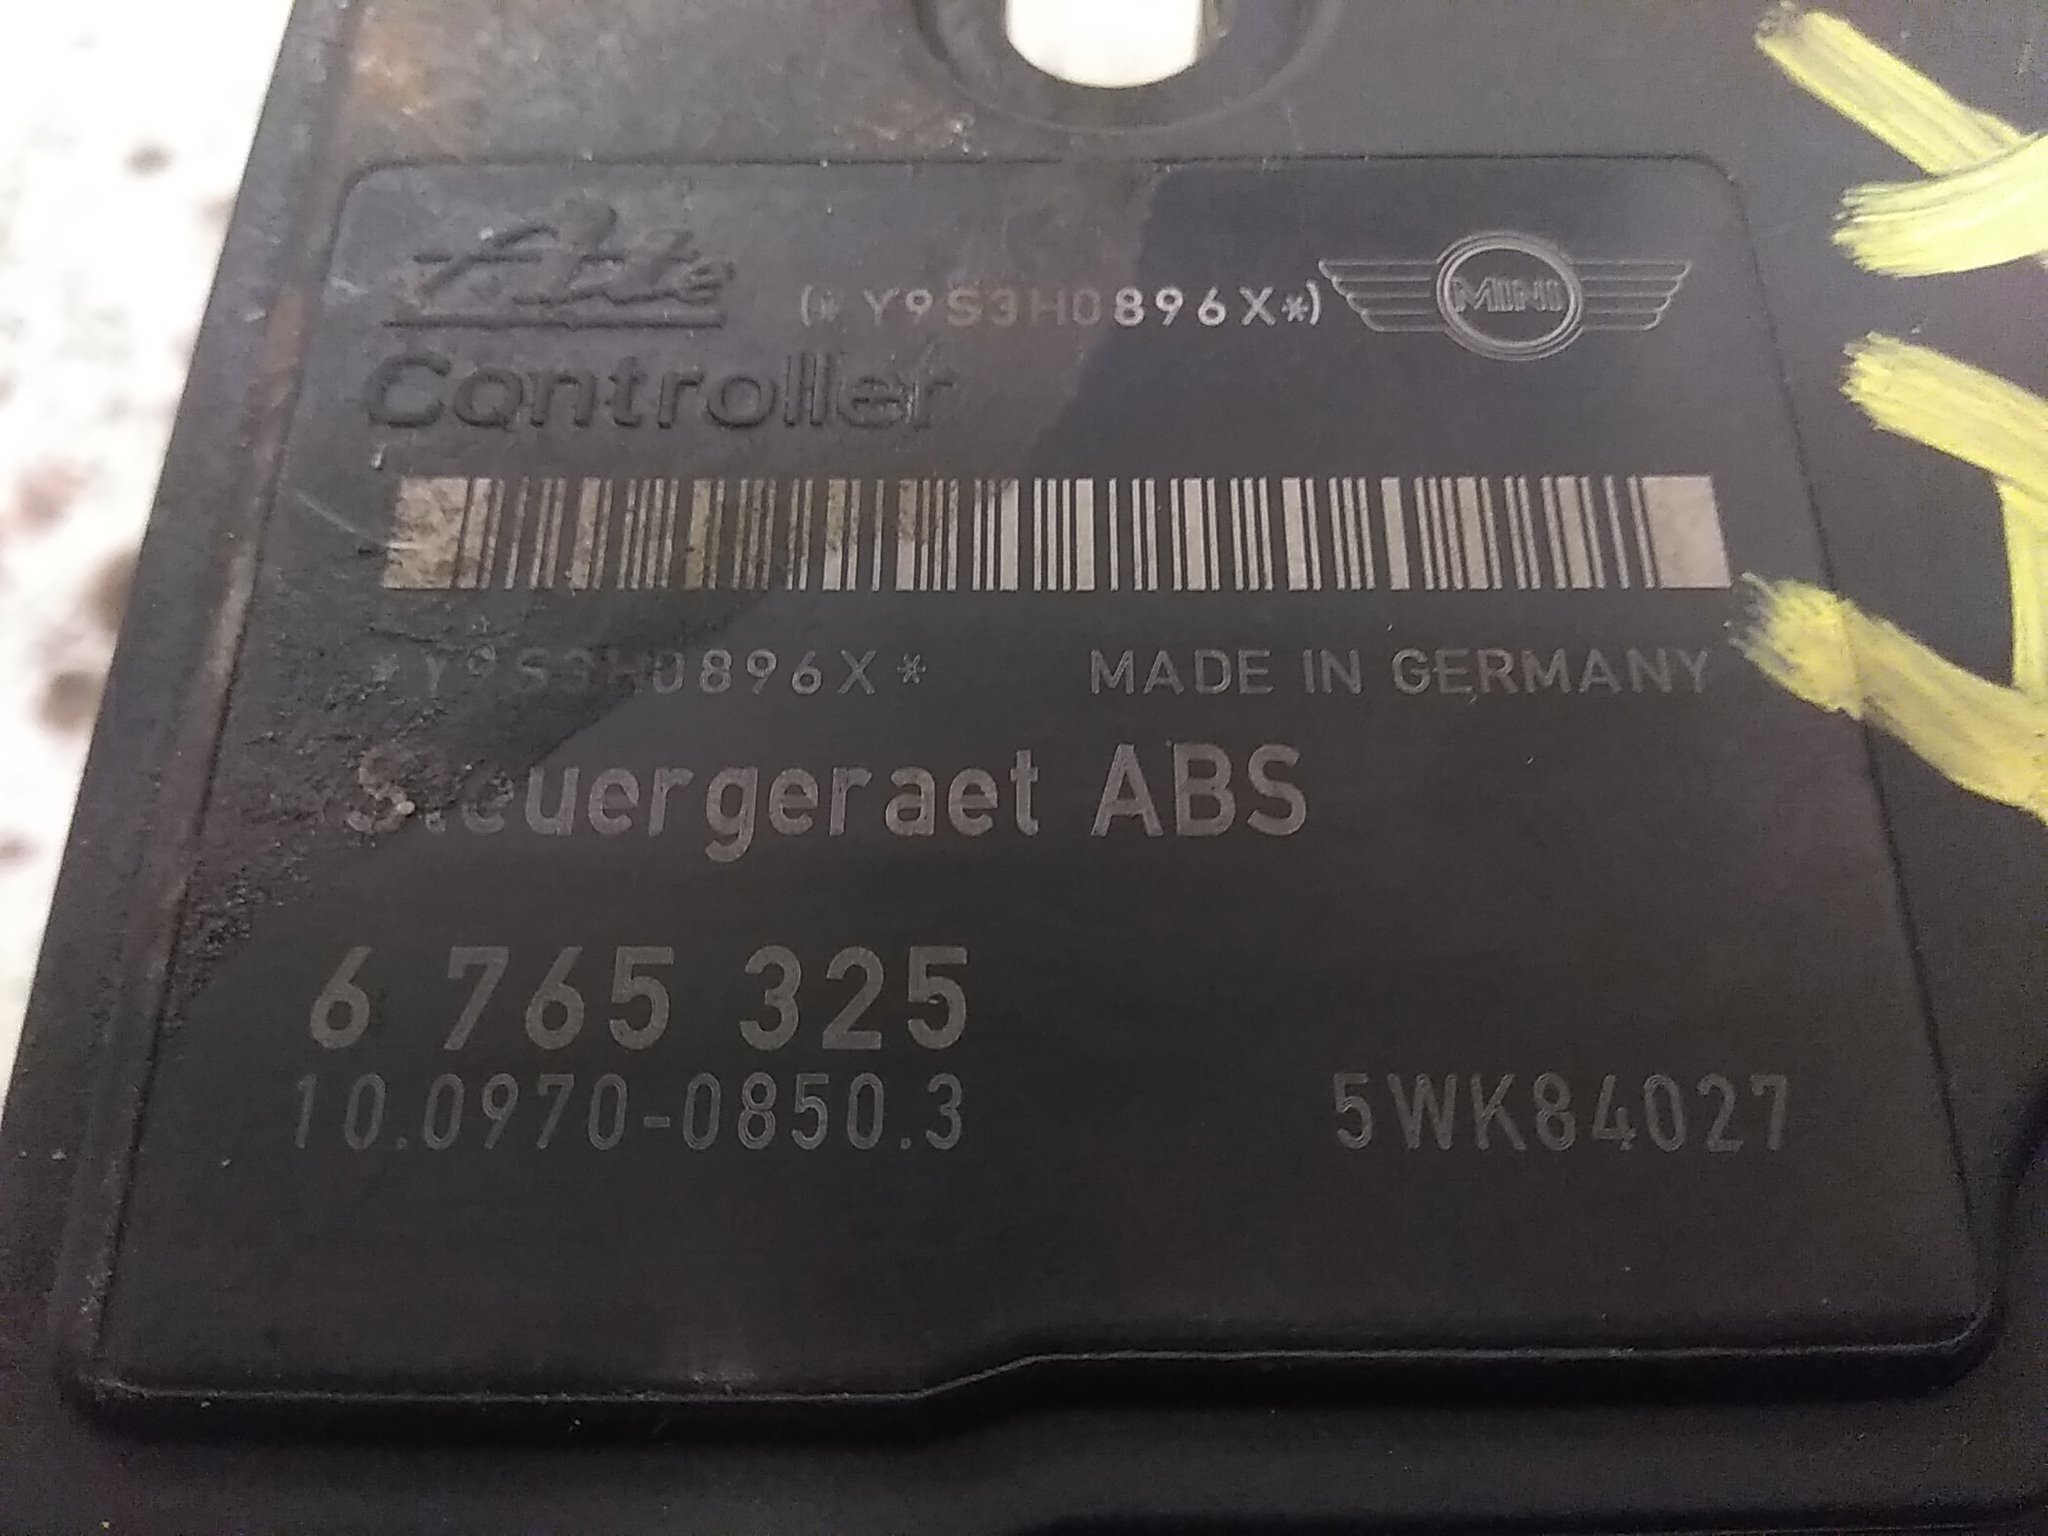 Ate
(*Y9S3H0896X*)
MINI
Controller
*Y9S3H0896X* MADE IN GERMANY
Steuergeraet ABS
6 765 325
10.0970-0850.3 5WK84027